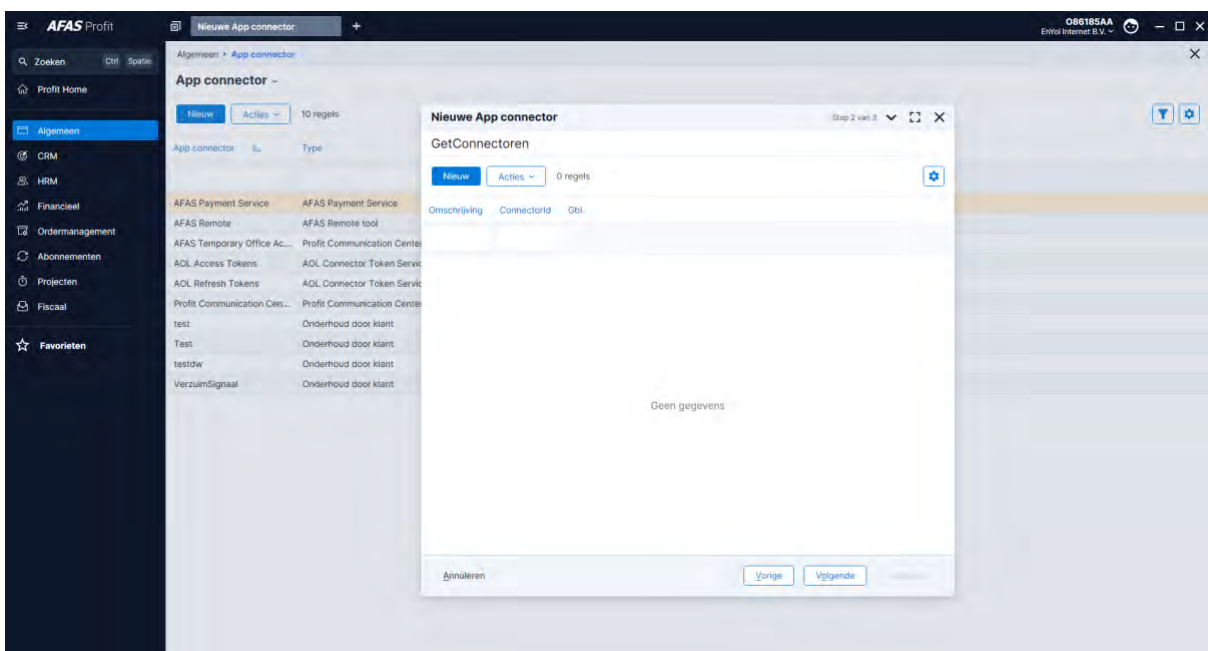 AFAS Profit
Nieuwe App connector
O86185AA
EnYoi Internet B.V.
Zoeken Ctrl Spatie
Profit Home
Algemeen
CRM
HRM
Financieel
Ordermanagement
Abonnementen
Projecten
Fiscaal
Favorieten
Algemeen > App connector
App connector
Nieuw Acties 10 regels
App connector Type
AFAS Payment Service AFAS Payment Service
AFAS Remote AFAS Remote tool
AFAS Temporary Office Ac... Profit Communication Center
AOL Access Tokens AOL Connector Token Servic
AOL Refresh Tokens AOL Connector Token Servic
Profit Communication Cen... Profit Communication Center
test Onderhoud door klant
Test Onderhoud door klant
testdw Onderhoud door klant
VerzuimSignaal Onderhoud door klant
Nieuwe App connector Stap 2 van 3
GetConnectoren
Nieuw Acties 0 regels
Omschrijving ConnectorId Gbl.
Geen gegevens
Annuleren Vorige Volgende